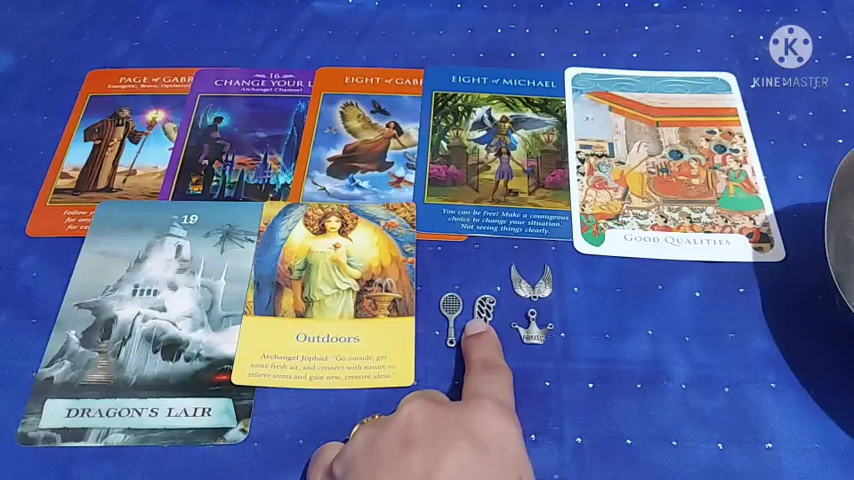 KINEMASTER
PAGE of GABR
Energetic, Brave, Optimist
16
CHANGE YOUR L
Archangel Chamuel
EIGHT of GAB
EIGHT of MICHAEL
Follow y
for any
for ex
You can be free! Make a courageous
choice to change your situation.
Not seeing things clearly.
GOOD QUALITIES
19
DRAGON'S LAIR
Outdoors
Archangel Jophiel: "Go outside, get
some fresh air, and connect with nature to
relieve stress and gain new, creative ideas."